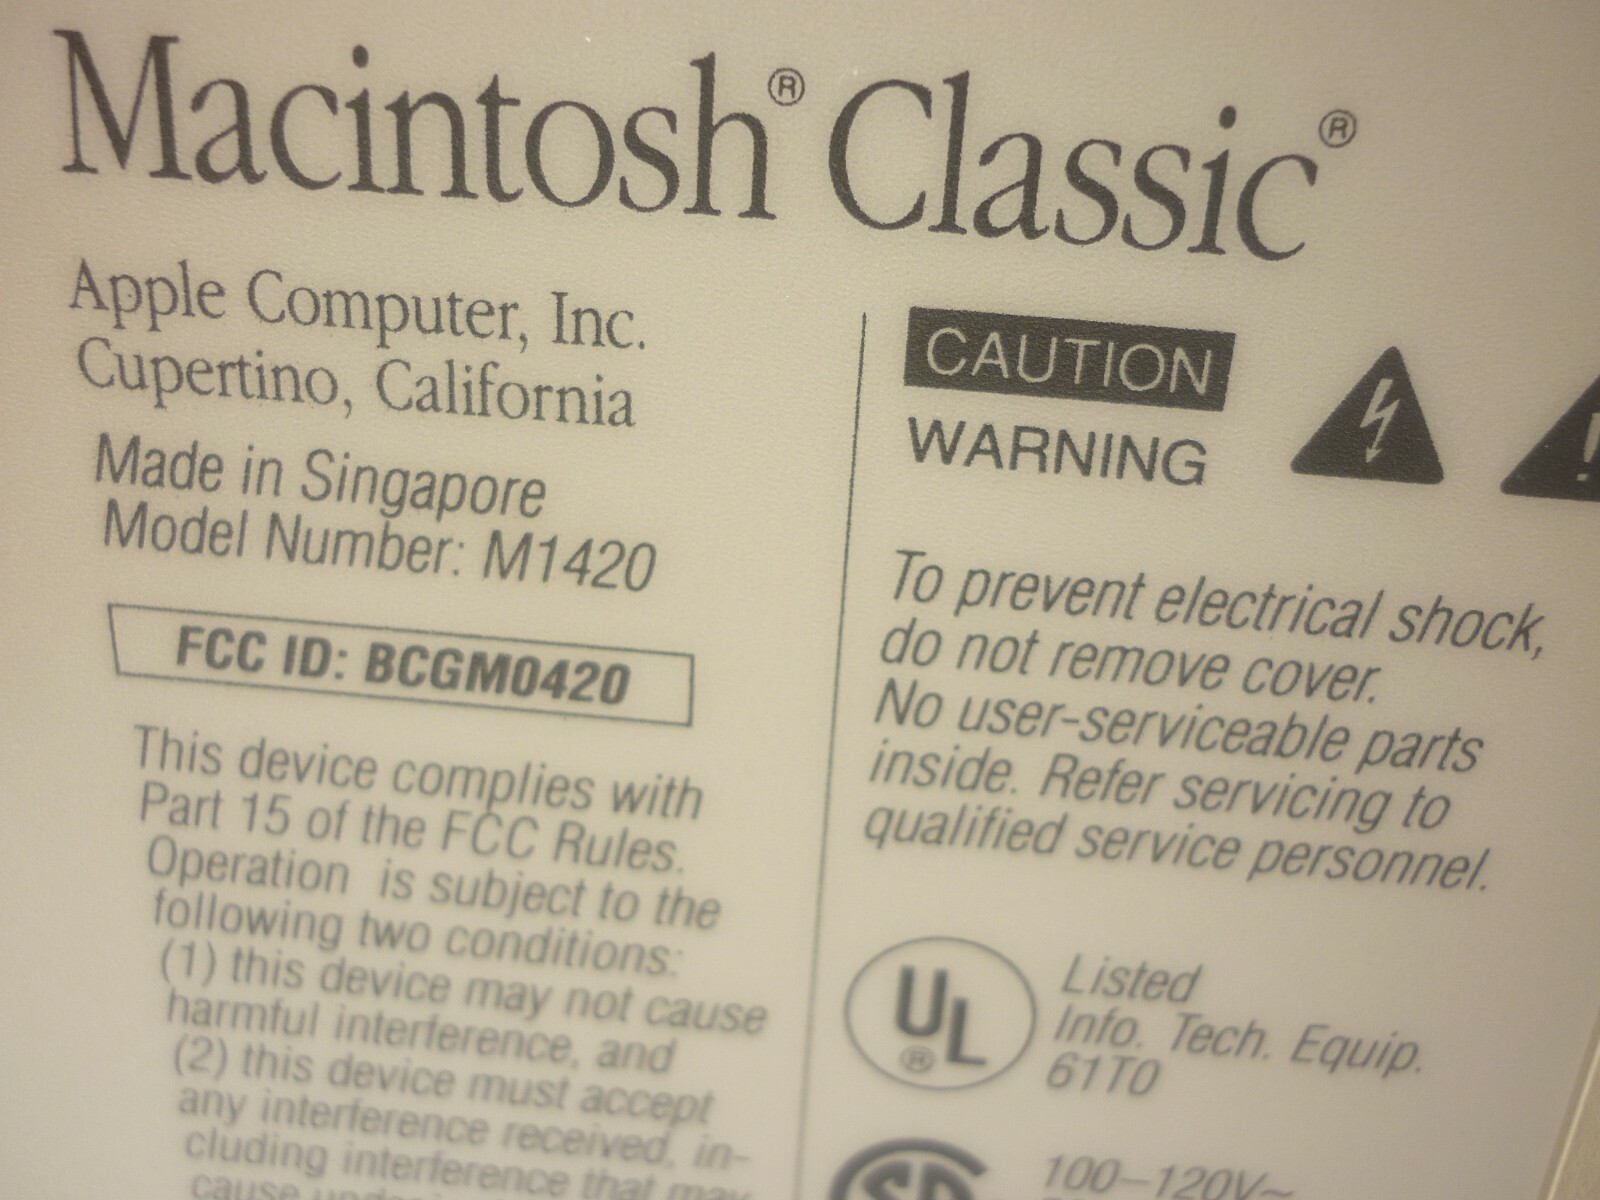 Macintosh® Classic®
Apple Computer, Inc.
Cupertino, California
Made in Singapore
Model Number: M1420
FCC ID: BCGM0420
This device complies with
Part 15 of the FCC Rules.
Operation is subject to the
following two conditions:
(1) this device may not cause
harmful interference, and
(2) this device must accept
any interference received, in-
cluding interference that may
cause
CAUTION
WARNING
!
To prevent electrical shock,
do not remove cover.
No user-serviceable parts
inside. Refer servicing to
qualified service personnel.
UL®
Listed
Info. Tech. Equip.
61T0
100–120V~